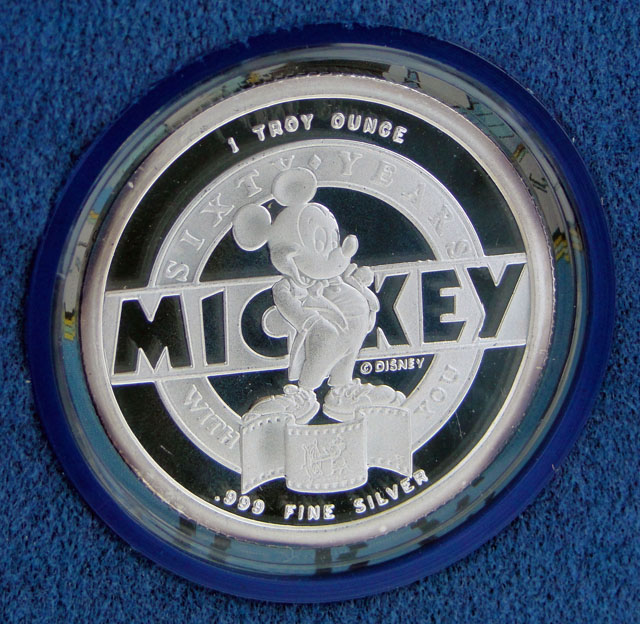 1 TROY OUNCE
SIXTY • YEARS
MICKEY
© DISNEY
WITH YOU
.999 FINE SILVER